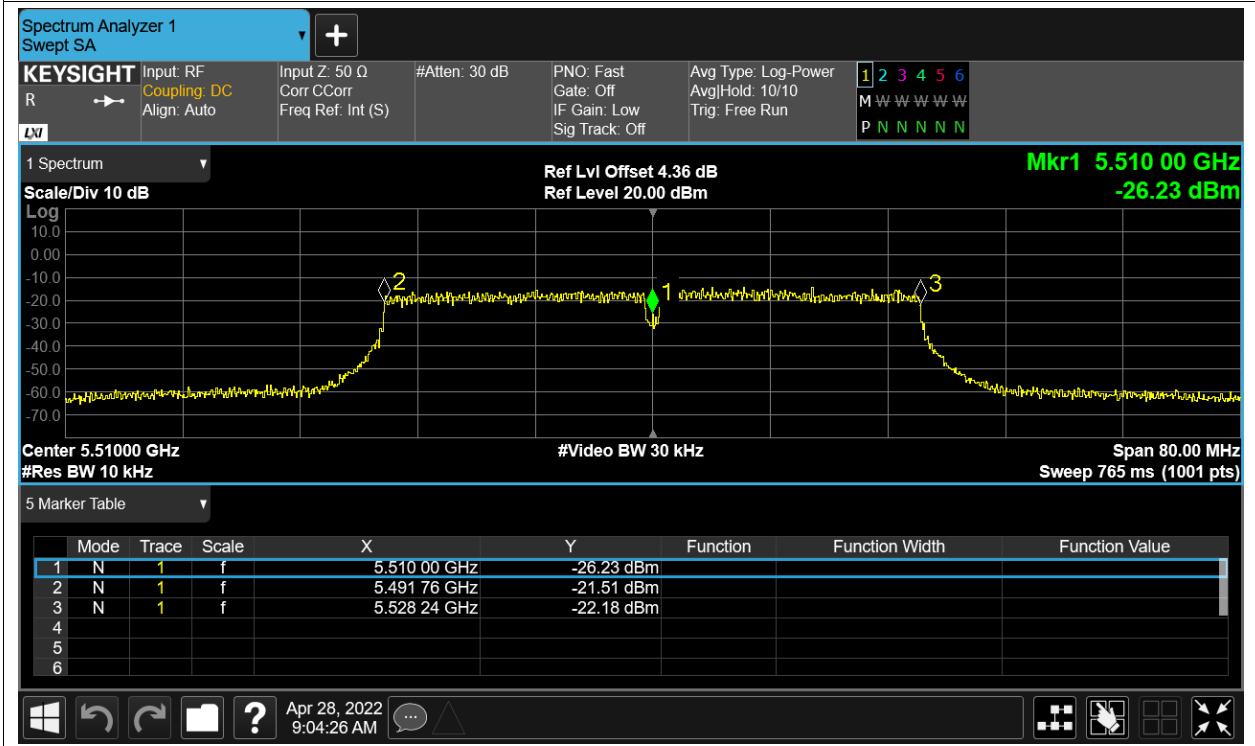 Spectrum Analyzer 1
Swept SA
+
KEYSIGHT Input: RF Input Z: 50 Ω #Atten: 30 dB PNO: Fast Avg Type: Log-Power 1 2 3 4 5 6
R Coupling: DC Corr CCorr Gate: Off Avg|Hold: 10/10 M W W W W W
Align: Auto Freq Ref: Int (S) IF Gain: Low Trig: Free Run
LXI Sig Track: Off P N N N N N
1 Spectrum Ref Lvl Offset 4.36 dB Mkr1 5.510 00 GHz
Scale/Div 10 dB Ref Level 20.00 dBm -26.23 dBm
Log
10.0
0.00
-10.0
2 1 3
-20.0
-30.0
-40.0
-50.0
-60.0
-70.0
Center 5.51000 GHz #Video BW 30 kHz Span 80.00 MHz
#Res BW 10 kHz Sweep 765 ms (1001 pts)
5 Marker Table
Mode Trace Scale X Y Function Function Width Function Value
1 N 1 f 5.510 00 GHz -26.23 dBm
2 N 1 f 5.491 76 GHz -21.51 dBm
3 N 1 f 5.528 24 GHz -22.18 dBm
4
5
6
? Apr 28, 2022
9:04:26 AM